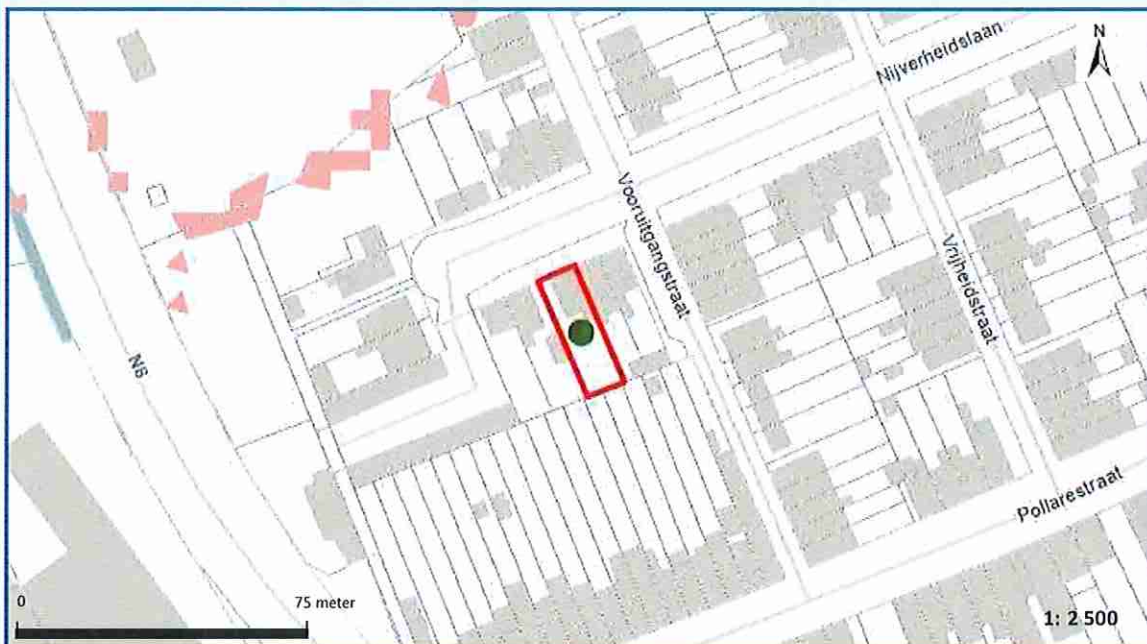 N
Nijverheidslaan
Vooruitgangstraat
Vrijheidstraat
N8
Pollarestraat
0 75 meter
1: 2 500